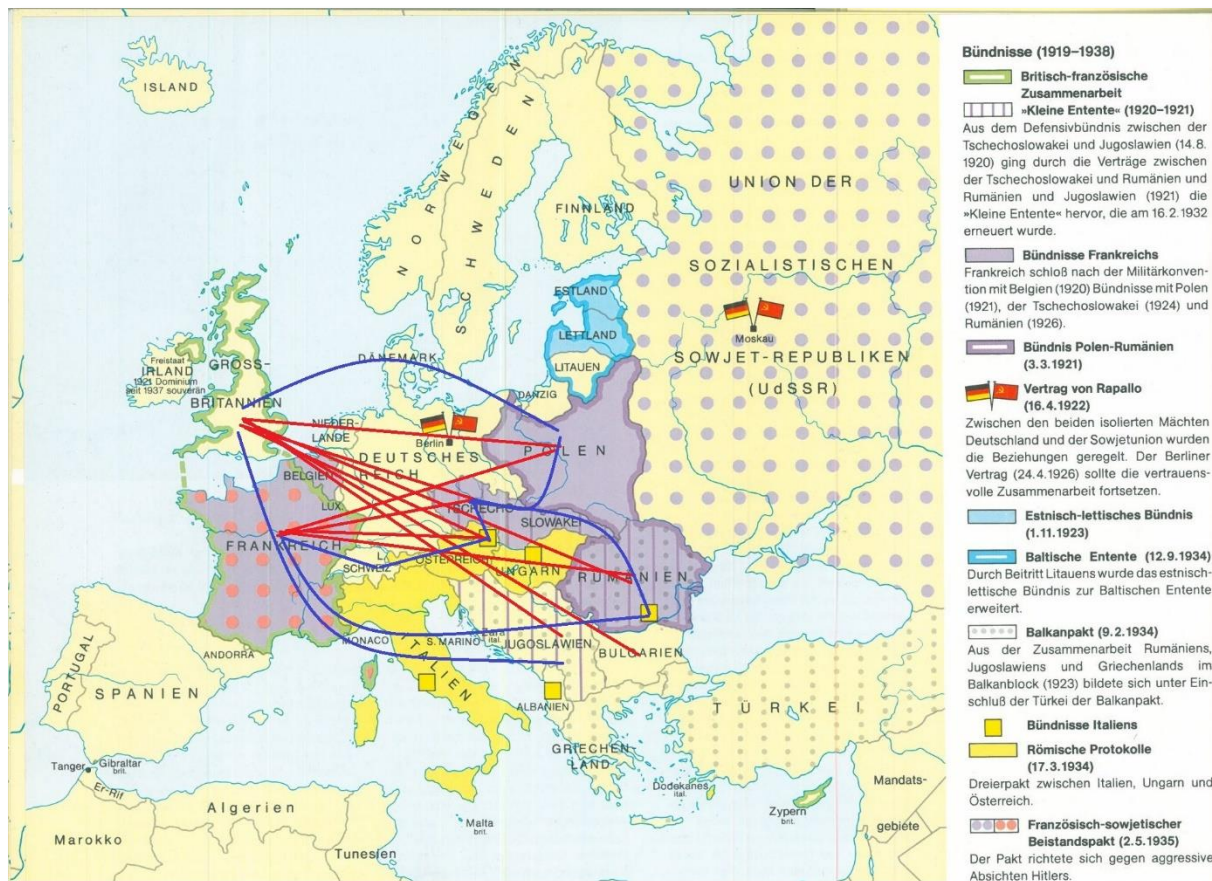 ISLAND
NORWEGEN
SCHWEDEN
FINNLAND
UNION DER
SOZIALISTISCHEN
SOWJET-REPUBLIKEN
(UdSSR)
Moskau
ESTLAND
LETTLAND
LITAUEN
DÄNEMARK
DANZIG
Freistaat
IRLAND
1921 Dominium
seit 1937 souverän
GROSS-
BRITANNIEN
NIEDER-
LANDE
Berlin
DEUTSCHES
REICH
POLEN
BELGIEN
LUX.
TSCHECHO-
SLOWAKEI
FRANKREICH
L.
SCHWEIZ
ÖSTERREICH
UNGARN
RUMÄNIEN
MONACO
S. MARINO
Zara
ital.
JUGOSLAWIEN
BULGARIEN
ANDORRA
PORTUGAL
SPANIEN
ITALIEN
ALBANIEN
TÜRKEI
GRIECHEN-
LAND
Tanger
Gibraltar
brit.
Er-Rif
Marokko
Algerien
Tunesien
Malta
brit.
Dodekanes
ital.
Zypern
brit.
Mandats-
gebiete
Bündnisse (1919–1938)
Britisch-französische
Zusammenarbeit
»Kleine Entente« (1920–1921)
Aus dem Defensivbündnis zwischen der
Tschechoslowakei und Jugoslawien (14.8.
1920) ging durch die Verträge zwischen
der Tschechoslowakei und Rumänien und
Rumänien und Jugoslawien (1921) die
»Kleine Entente« hervor, die am 16.2.1932
erneuert wurde.
Bündnisse Frankreichs
Frankreich schloß nach der Militärkonven-
tion mit Belgien (1920) Bündnisse mit Polen
(1921), der Tschechoslowakei (1924) und
Rumänien (1926).
Bündnis Polen-Rumänien
(3.3.1921)
Vertrag von Rapallo
(16.4.1922)
Zwischen den beiden isolierten Mächten
Deutschland und der Sowjetunion wurden
die Beziehungen geregelt. Der Berliner
Vertrag (24.4.1926) sollte die vertrauens-
volle Zusammenarbeit fortsetzen.
Estnisch-lettisches Bündnis
(1.11.1923)
Baltische Entente (12.9.1934)
Durch Beitritt Litauens wurde das estnisch-
lettische Bündnis zur Baltischen Entente
erweitert.
Balkanpakt (9.2.1934)
Aus der Zusammenarbeit Rumäniens,
Jugoslawiens und Griechenlands im
Balkanblock (1923) bildete sich unter Ein-
schluß der Türkei der Balkanpakt.
Bündnisse Italiens
Römische Protokolle
(17.3.1934)
Dreierpakt zwischen Italien, Ungarn und
Österreich.
Französisch-sowjetischer
Beistandspakt (2.5.1935)
Der Pakt richtete sich gegen aggressive
Absichten Hitlers.